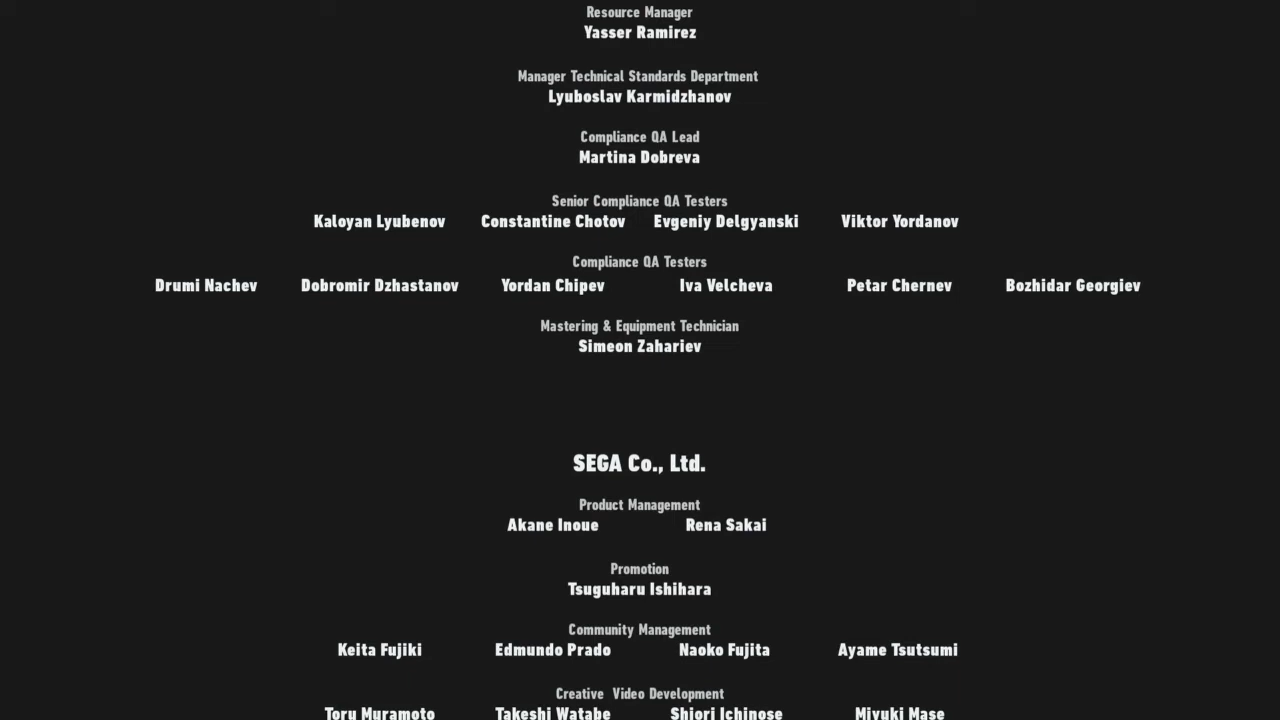 Resource Manager
Yasser Ramirez
Manager Technical Standards Department
Lyuboslav Karmidzhanov
Compliance QA Lead
Martina Dobreva
Senior Compliance QA Testers
Kaloyan Lyubenov Constantine Chotov Evgeniy Delgyanski Viktor Yordanov
Compliance QA Testers
Drumi Nachev Dobromir Dzhastanov Yordan Chipev Iva Velcheva Petar Chernev Bozhidar Georgiev
Mastering & Equipment Technician
Simeon Zahariev
SEGA Co., Ltd.
Product Management
Akane Inoue Rena Sakai
Promotion
Tsuguharu Ishihara
Community Management
Keita Fujiki Edmundo Prado Naoko Fujita Ayame Tsutsumi
Creative Video Development
Toru Muramoto Takeshi Watabe Shiori Ichinose Miyuki Mase